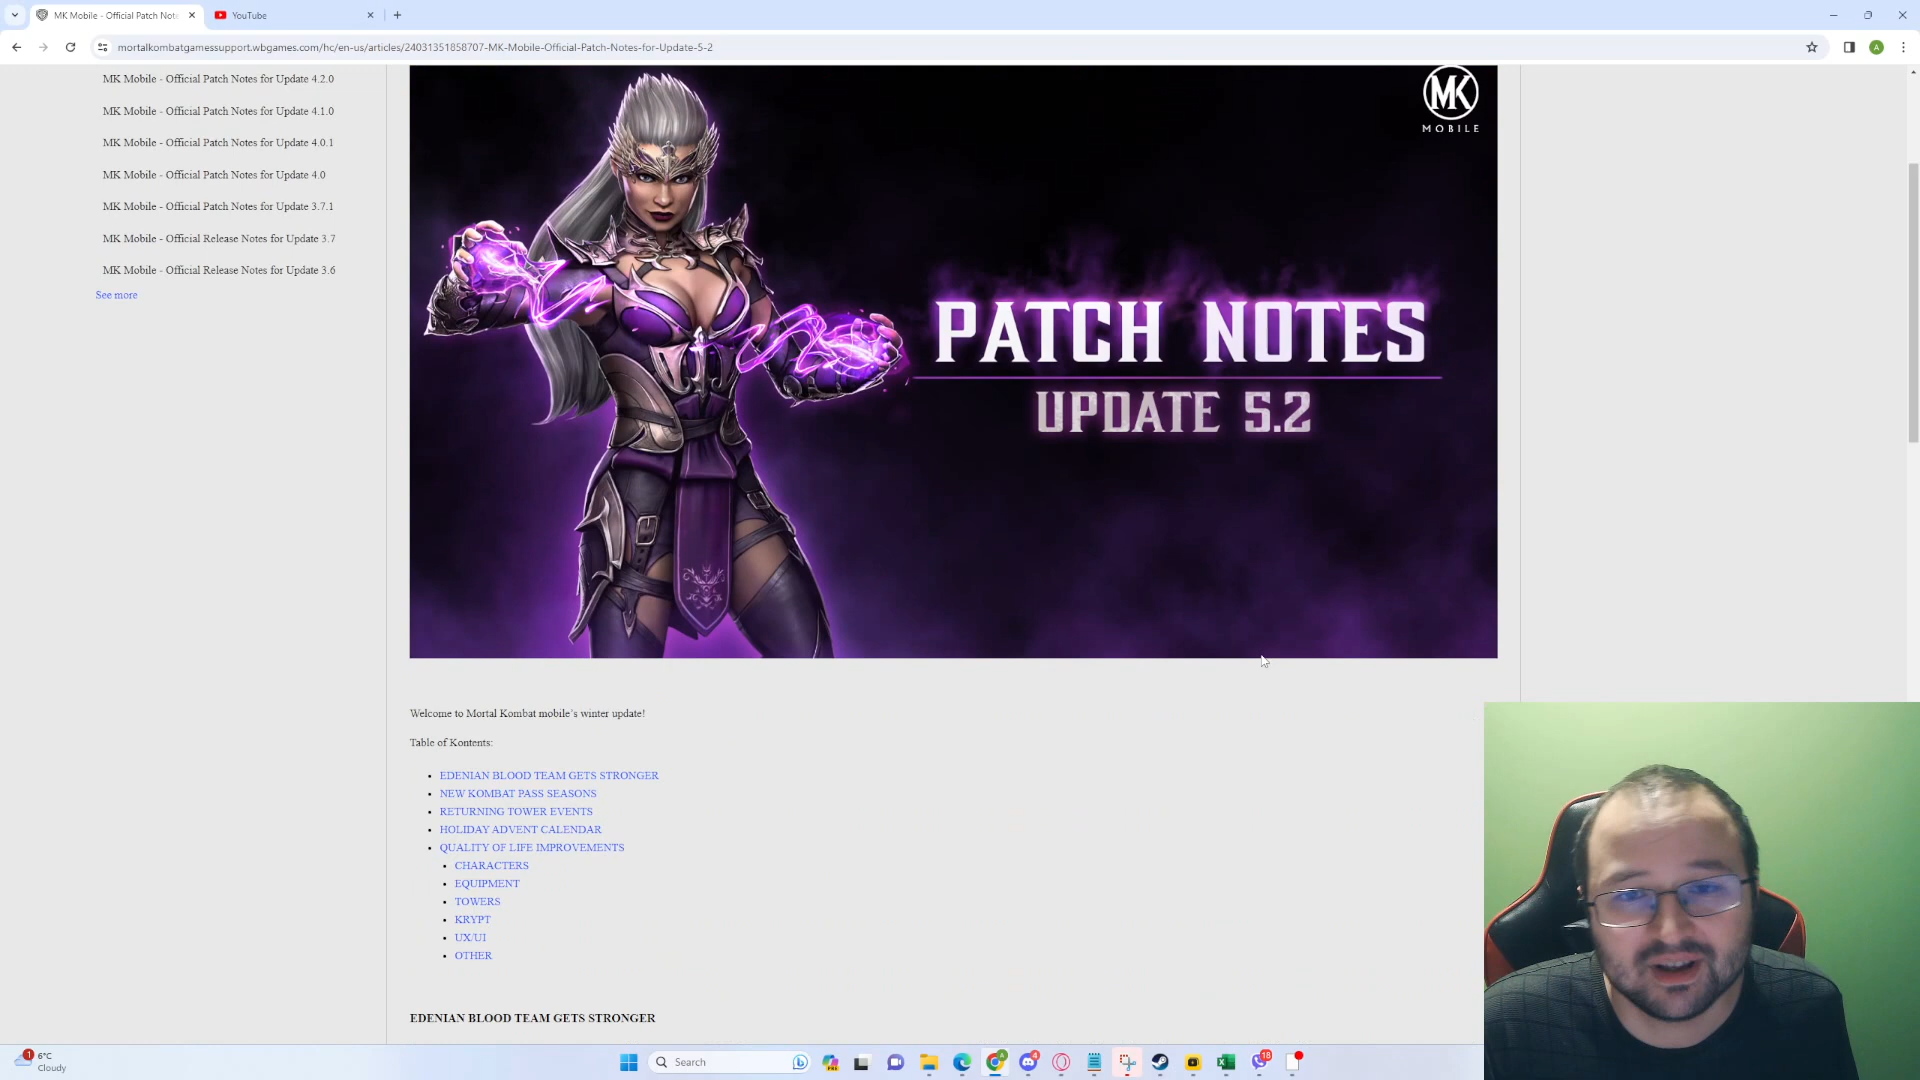 MK Mobile - Official Patch Note
YouTube
mortalkombatgamessupport.wbgames.com/hc/en-us/articles/24031351858707-MK-Mobile-Official-Patch-Notes-for-Update-5-2
A
MK Mobile - Official Patch Notes for Update 4.2.0
MK Mobile - Official Patch Notes for Update 4.1.0
MK Mobile - Official Patch Notes for Update 4.0.1
MK Mobile - Official Patch Notes for Update 4.0
MK Mobile - Official Patch Notes for Update 3.7.1
MK Mobile - Official Release Notes for Update 3.7
MK Mobile - Official Release Notes for Update 3.6
See more
MK
MOBILE
PATCH NOTES
UPDATE 5.2
Welcome to Mortal Kombat mobile's winter update!
Table of Kontents:
EDENIAN BLOOD TEAM GETS STRONGER
NEW KOMBAT PASS SEASONS
RETURNING TOWER EVENTS
HOLIDAY ADVENT CALENDAR
QUALITY OF LIFE IMPROVEMENTS
CHARACTERS
EQUIPMENT
TOWERS
KRYPT
UX/UI
OTHER
EDENIAN BLOOD TEAM GETS STRONGER
1
6°C
Cloudy
Search
PRE
A
4
18